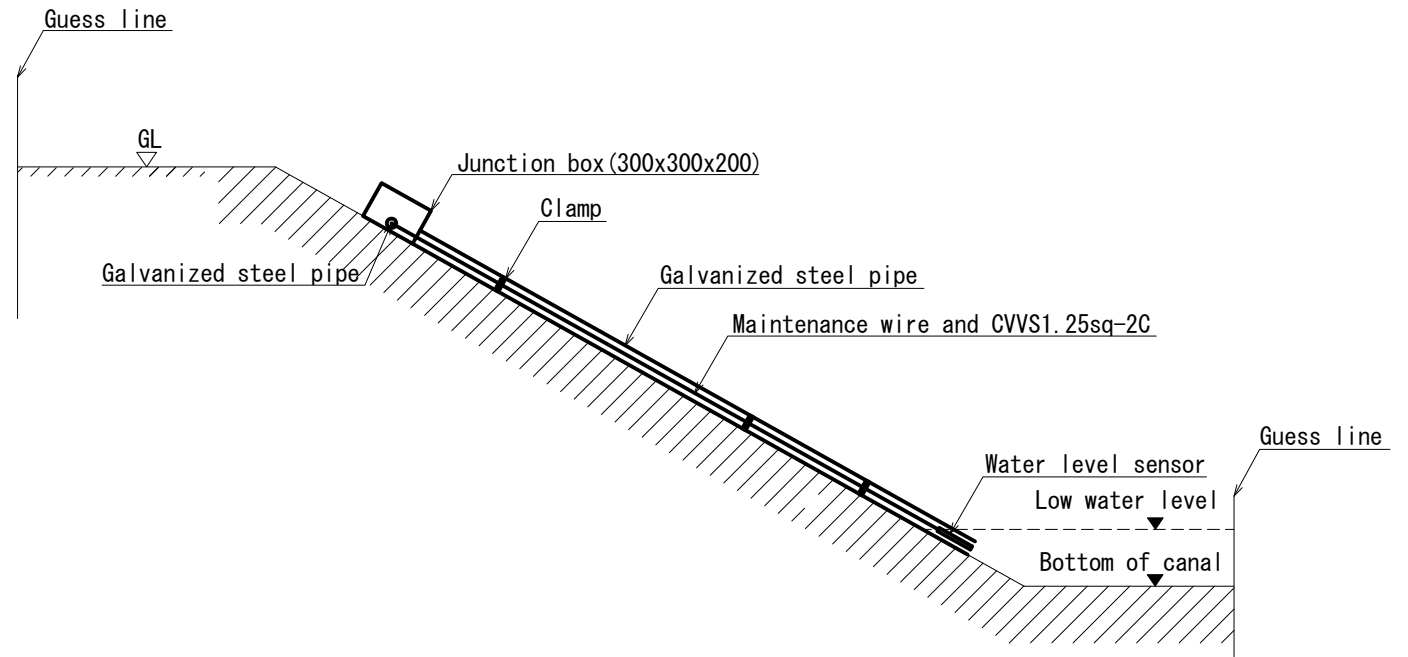 Guess line
GL
Junction box(300x300x200)
Clamp
Galvanized steel pipe
Galvanized steel pipe
Maintenance wire and CVVS1.25sq-2C
Guess line
Water level sensor
Low water level
Bottom of canal